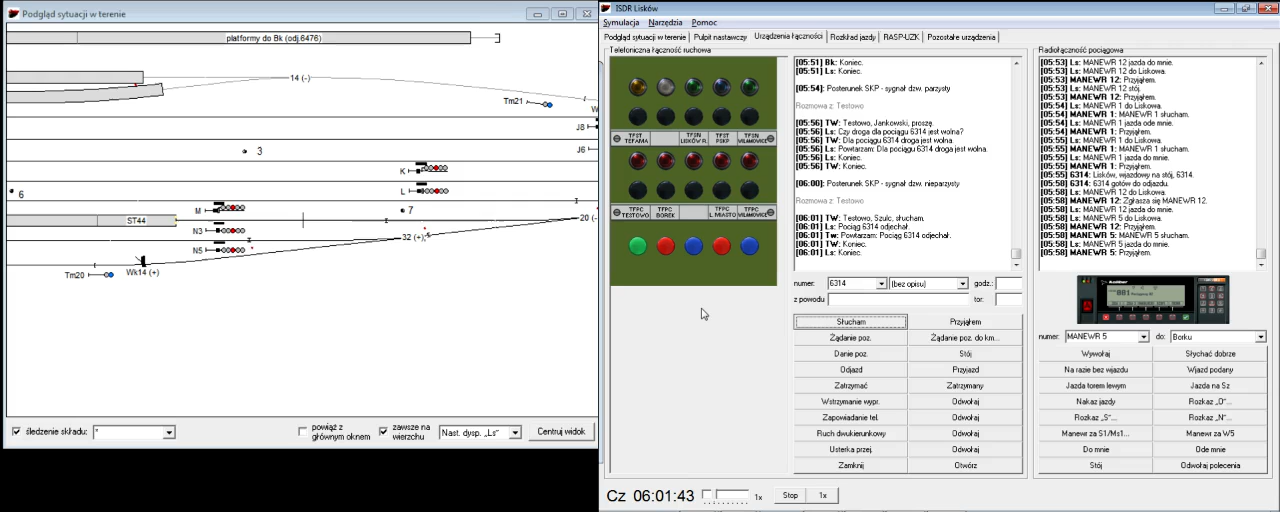 Podgląd sytuacji w terenie
platformy do Bk (odj.6476)
14 (-)
Tm21
J8
J6
3
K
L
6
M
7
ST44
N3
N5
20 (-)
32 (+)
Wk14 (+)
Tm20
śledzenie składu:
*
powiąż z głównym oknem
zawsze na wierzchu
Nast. dysp. „Ls"
Centruj widok
ISDR Lisków
Symulacja Narzędzia Pomoc
Podgląd sytuacji w terenie Pulpit nastawczy Urządzenia łączności Rozkład jazdy RASP-UZK Pozostałe urządzenia
Telefoniczna łączność ruchowa
TFST TEFAMA
TFSN LISKÓW R.
TFST PSKP
TFSN WILAMOWICE
TFPC TESTOWO
TFPC BOREK
TFPC L.MIASTO
TFPC WILAMOWICE
[05:51] Bk: Koniec.
[05:51] Ls: Koniec.
[05:54]: Posterunek SKP - sygnał dzw. parzysty
Rozmowa z: Testowo
[05:56] TW: Testowo, Jankowski, proszę.
[05:56] Ls: Czy droga dla pociągu 6314 jest wolna?
[05:56] TW: Dla pociągu 6314 droga jest wolna.
[05:56] Ls: Powtarzam: Dla pociągu 6314 droga jest wolna.
[05:56] Ls: Koniec.
[05:56] TW: Koniec.
[06:00]: Posterunek SKP - sygnał dzw. nieparzysty
Rozmowa z: Testowo
[06:01] TW: Testowo, Szulc, słucham.
[06:01] Ls: Pociąg 6314 odjechał.
[06:01] Tw: Powtarzam: Pociąg 6314 odjechał.
[06:01] Tw: Koniec.
[06:01] Ls: Koniec.
numer: 6314 (bez opisu) godz.:
z powodu tor:
Słucham Przyjąłem
Żądanie poz. Żądanie poz. do km...
Danie poz. Stój
Odjazd Przyjazd
Zatrzymać Zatrzymany
Wstrzymanie wypr. Odwołaj
Zapowiadanie tel. Odwołaj
Ruch dwukierunkowy Odwołaj
Usterka przej. Odwołaj
Zamknij Otwórz
Radiołączność pociągowa
[05:53] Ls: MANEWR 12 jazda do mnie.
[05:53] Ls: MANEWR 12 do Liskowa.
[05:53] MANEWR 12: Przyjąłem.
[05:53] Ls: MANEWR 12 stój.
[05:54] MANEWR 12: Przyjąłem.
[05:54] Ls: MANEWR 1 do Liskowa.
[05:54] MANEWR 1: MANEWR 1 słucham.
[05:54] Ls: MANEWR 1 jazda ode mnie.
[05:54] MANEWR 1: Przyjąłem.
[05:55] Ls: MANEWR 1 do Liskowa.
[05:55] MANEWR 1: MANEWR 1 słucham.
[05:55] Ls: MANEWR 1 jazda do mnie.
[05:55] MANEWR 1: Przyjąłem.
[05:55] 6314: Lisków, wjazdowy na stój, 6314.
[05:58] 6314 gotów do odjazdu.
[05:58] MANEWR 12: Zgłasza się MANEWR 12.
[05:58] MANEWR 12: Przyjąłem.
[05:58] Ls: MANEWR 5 do Liskowa.
[05:58] MANEWR 5: MANEWR 5 słucham.
[05:58] Ls: MANEWR 5 jazda do mnie.
[05:58] MANEWR 5: Przyjąłem.
numer: MANEWR 5 do: Borku
Wywołaj Słychać dobrze
Na razie bez wjazdu Wjazd podany
Jazda torem lewym Jazda na Sz
Nakaz jazdy Rozkaz „O"...
Rozkaz „S"... Rozkaz „N"...
Manewr za S1/Ms1... Manewr za W5
Do mnie Ode mnie
Stój Odwołaj polecenia
Cz 06:01:43 1x Stop 1x